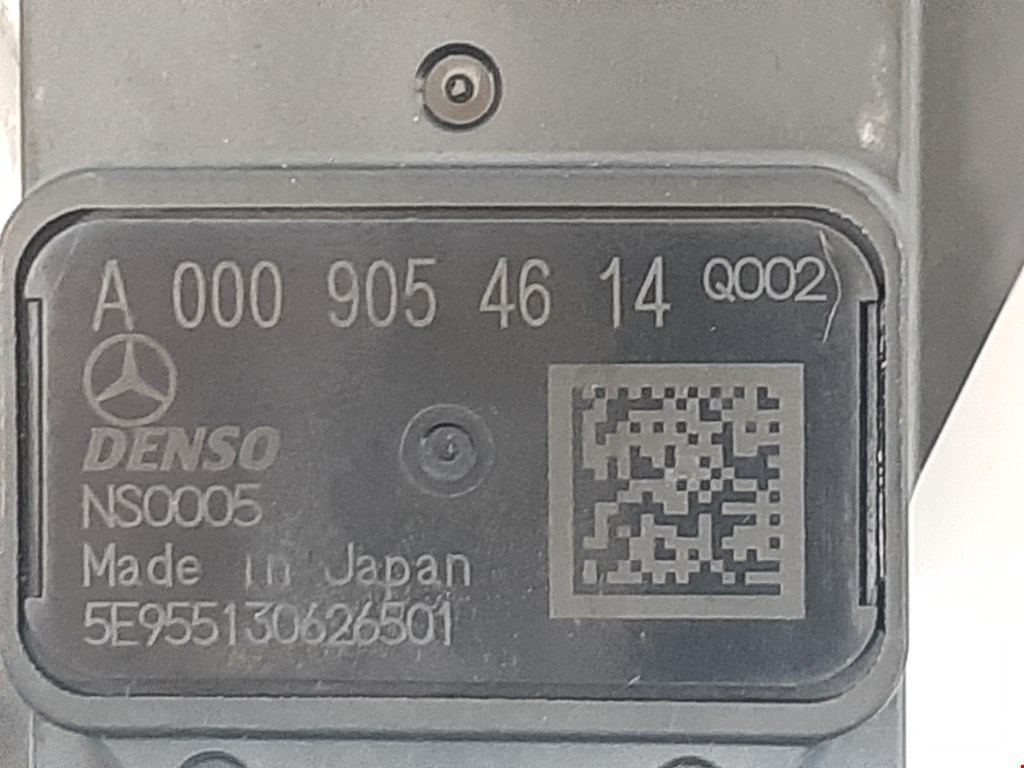 A 000 905 46 14 Q002
DENSO
NS0005
Made in Japan
5E955130626501